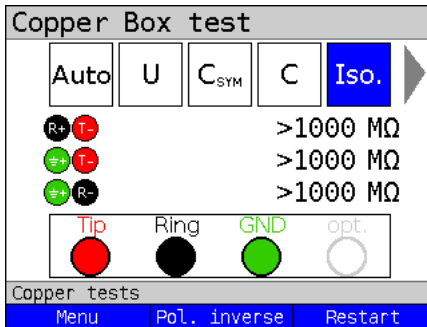 Copper Box test
Auto U CSYM C Iso.
R+ T- >1000 MΩ
⏚+ T- >1000 MΩ
⏚+ R- >1000 MΩ
Tip Ring GND opt.
Copper tests
Menu Pol. inverse Restart